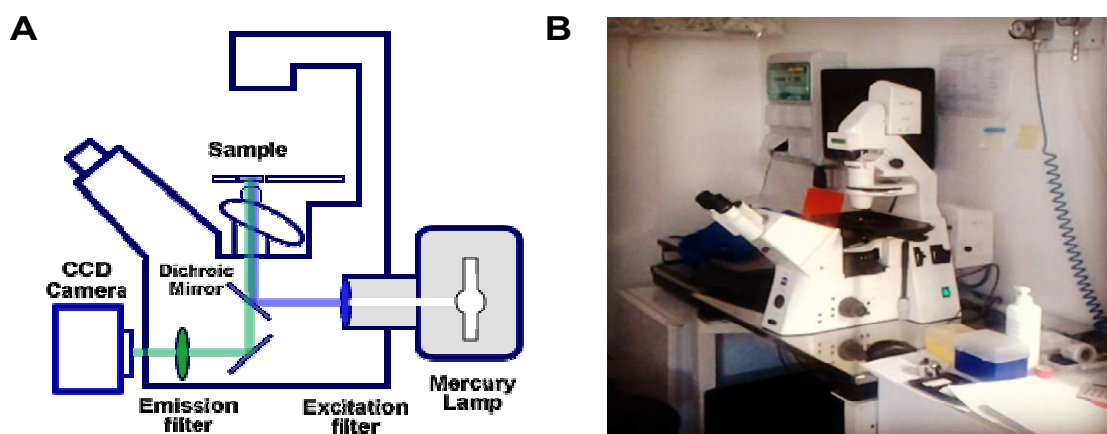 A
B
Sample
CCD
Camera
Dichroic
Mirror
Emission
filter
Excitation
filter
Mercury
Lamp